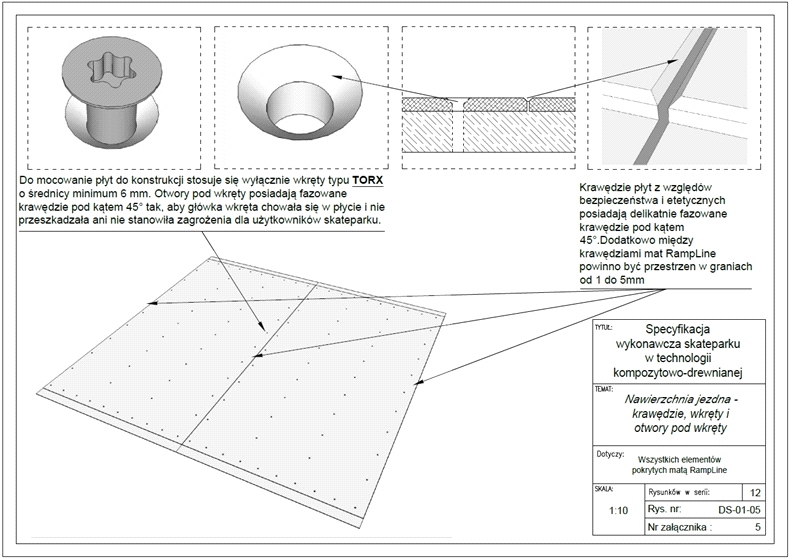 Do mocowanie płyt do konstrukcji stosuje się wyłącznie wkręty typu TORX
o średnicy minimum 6 mm. Otwory pod wkręty posiadają fazowane
krawędzie pod kątem 45° tak, aby główka wkręta chowała się w płycie i nie
przeszkadzała ani nie stanowiła zagrożenia dla użytkowników skateparku.
Krawędzie płyt z względów
bezpieczeństwa i etetycznych
posiadają delikatnie fazowane
krawędzie pod kątem
45°.Dodatkowo między
krawędziami mat RampLine
powinno być przestrzen w graniach
od 1 do 5mm
TYTUŁ:
Specyfikacja
wykonawcza skateparku
w technologii
kompozytowo-drewnianej
TEMAT:
Nawierzchnia jezdna -
krawędzie, wkręty i
otwory pod wkręty
Dotyczy:
Wszystkich elementów
pokrytych matą RampLine
SKALA:
1:10
Rysunków w serii: 12
Rys. nr: DS-01-05
Nr załącznika : 5